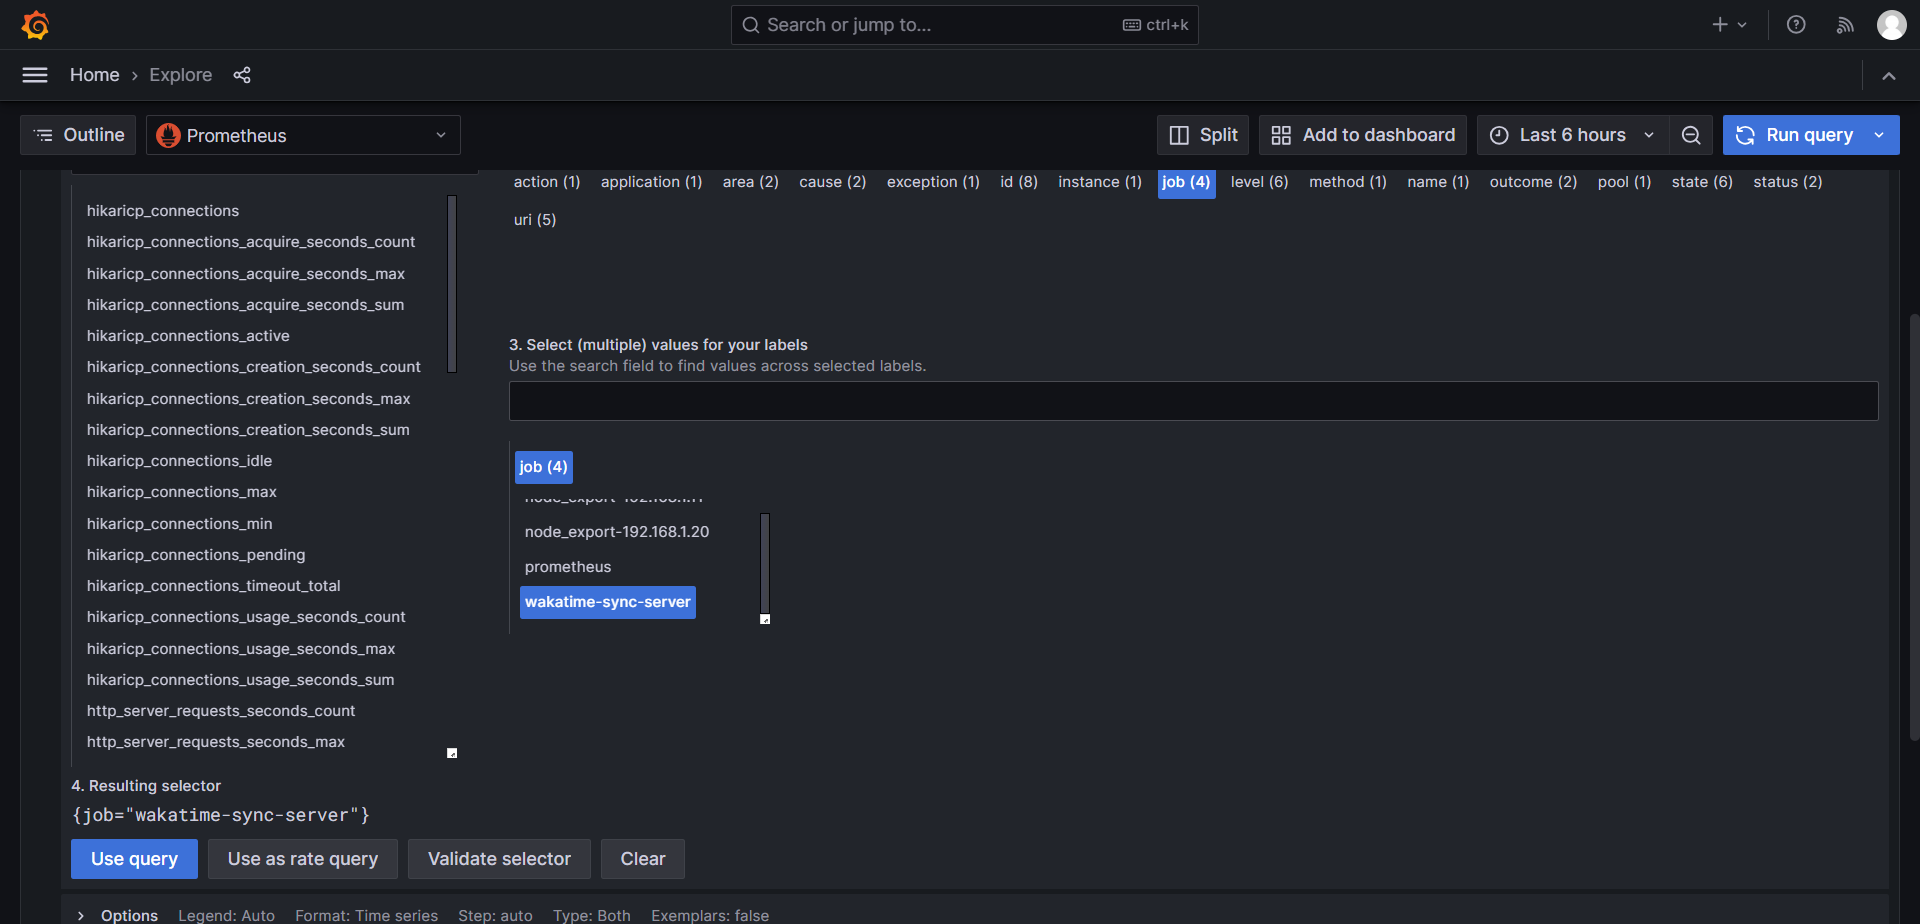 Search or jump to... ctrl+k
Home › Explore
Outline Prometheus Split Add to dashboard Last 6 hours Run query
action (1) application (1) area (2) cause (2) exception (1) id (8) instance (1) job (4) level (6) method (1) name (1) outcome (2) pool (1) state (6) status (2)
uri (5)
hikaricp_connections
hikaricp_connections_acquire_seconds_count
hikaricp_connections_acquire_seconds_max
hikaricp_connections_acquire_seconds_sum
hikaricp_connections_active
hikaricp_connections_creation_seconds_count
hikaricp_connections_creation_seconds_max
hikaricp_connections_creation_seconds_sum
hikaricp_connections_idle
hikaricp_connections_max
hikaricp_connections_min
hikaricp_connections_pending
hikaricp_connections_timeout_total
hikaricp_connections_usage_seconds_count
hikaricp_connections_usage_seconds_max
hikaricp_connections_usage_seconds_sum
http_server_requests_seconds_count
http_server_requests_seconds_max
3. Select (multiple) values for your labels
Use the search field to find values across selected labels.
job (4)
node_export-192.168.1.20
prometheus
wakatime-sync-server
4. Resulting selector
{job="wakatime-sync-server"}
Use query Use as rate query Validate selector Clear
Options Legend: Auto Format: Time series Step: auto Type: Both Exemplars: false